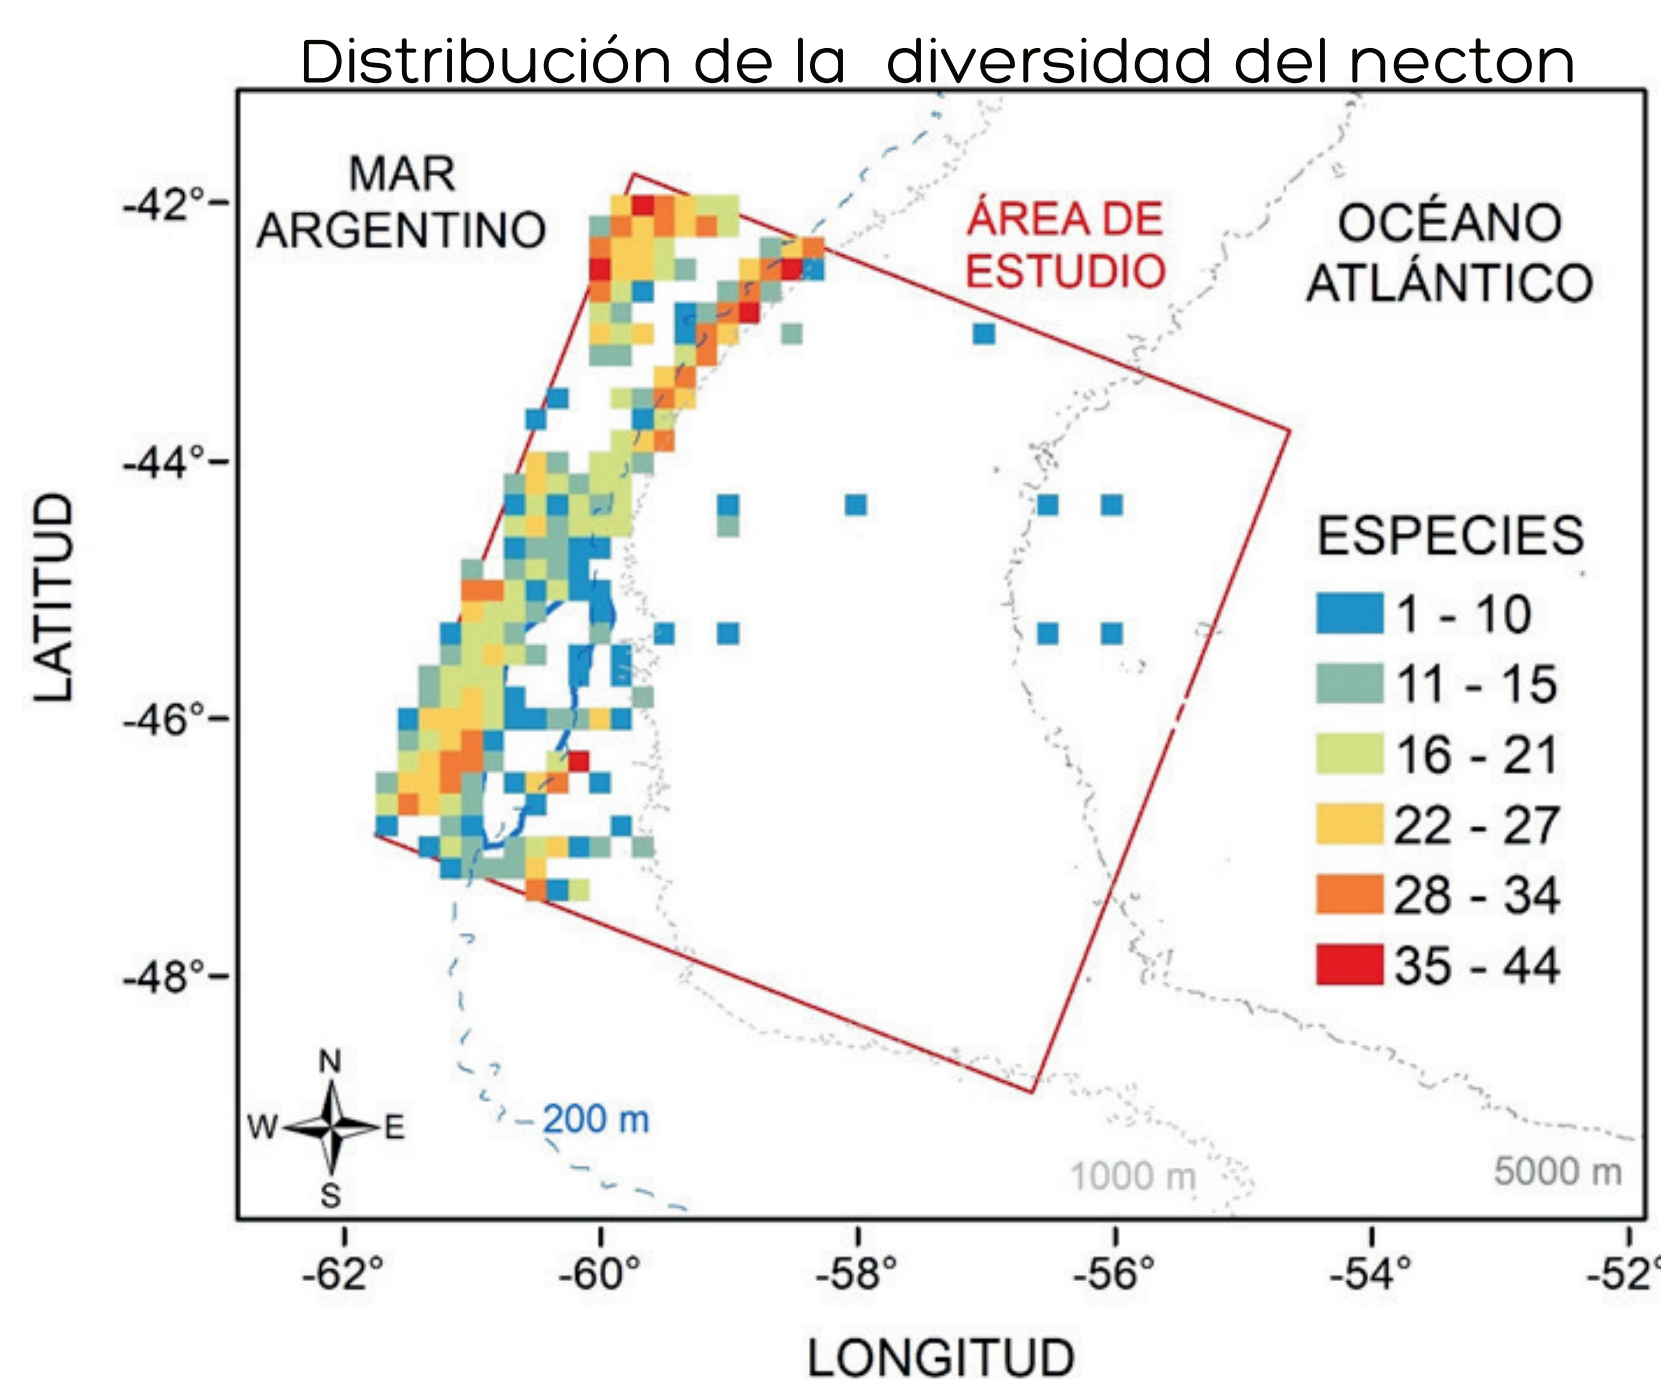 Distribución de la diversidad del necton
MAR
ARGENTINO
ÁREA DE
ESTUDIO
OCÉANO
ATLÁNTICO
-42°
-44°
-46°
-48°
LATITUD
ESPECIES
1 - 10
11 - 15
16 - 21
22 - 27
28 - 34
35 - 44
N
W
E
S
200 m
1000 m
5000 m
-62°
-60°
-58°
-56°
-54°
-52°
LONGITUD